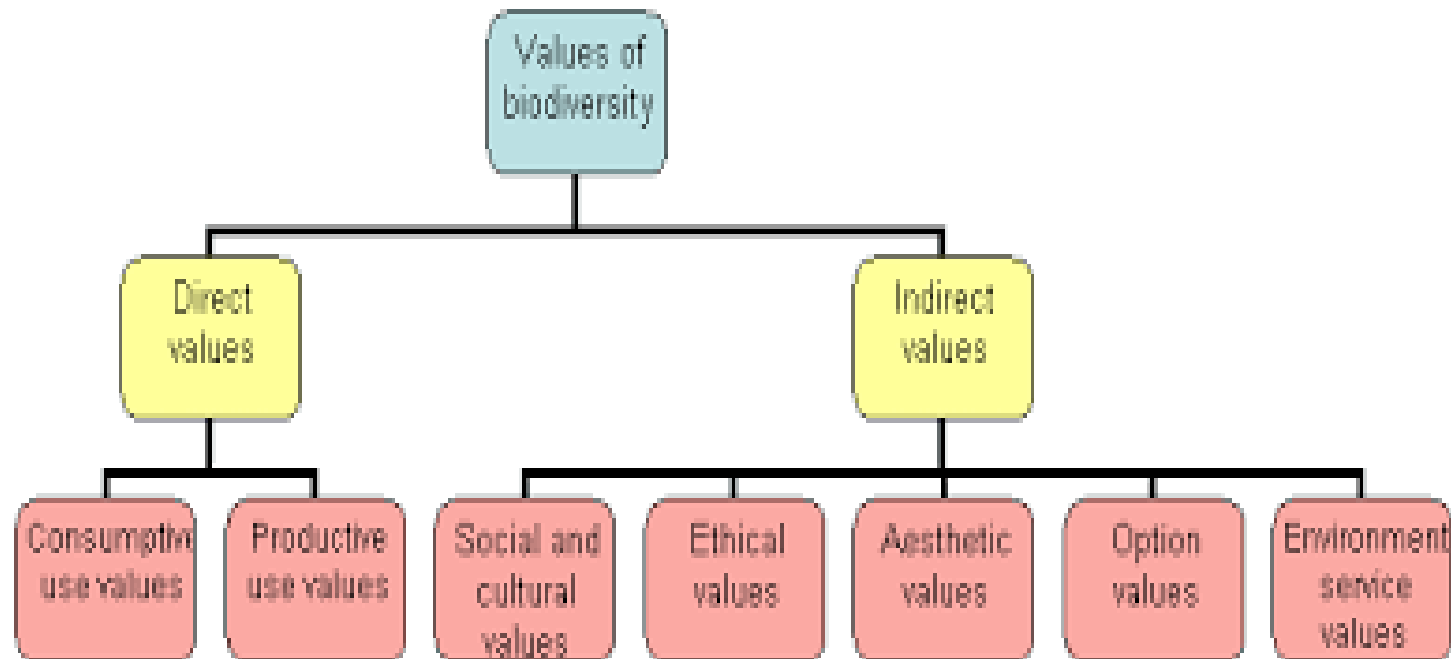 Values of
biodiversity
Direct
values
Indirect
values
Consumptive
use values
Productive
use values
Social and
cultural
values
Ethical
values
Aesthetic
values
Option
values
Environment
service
values